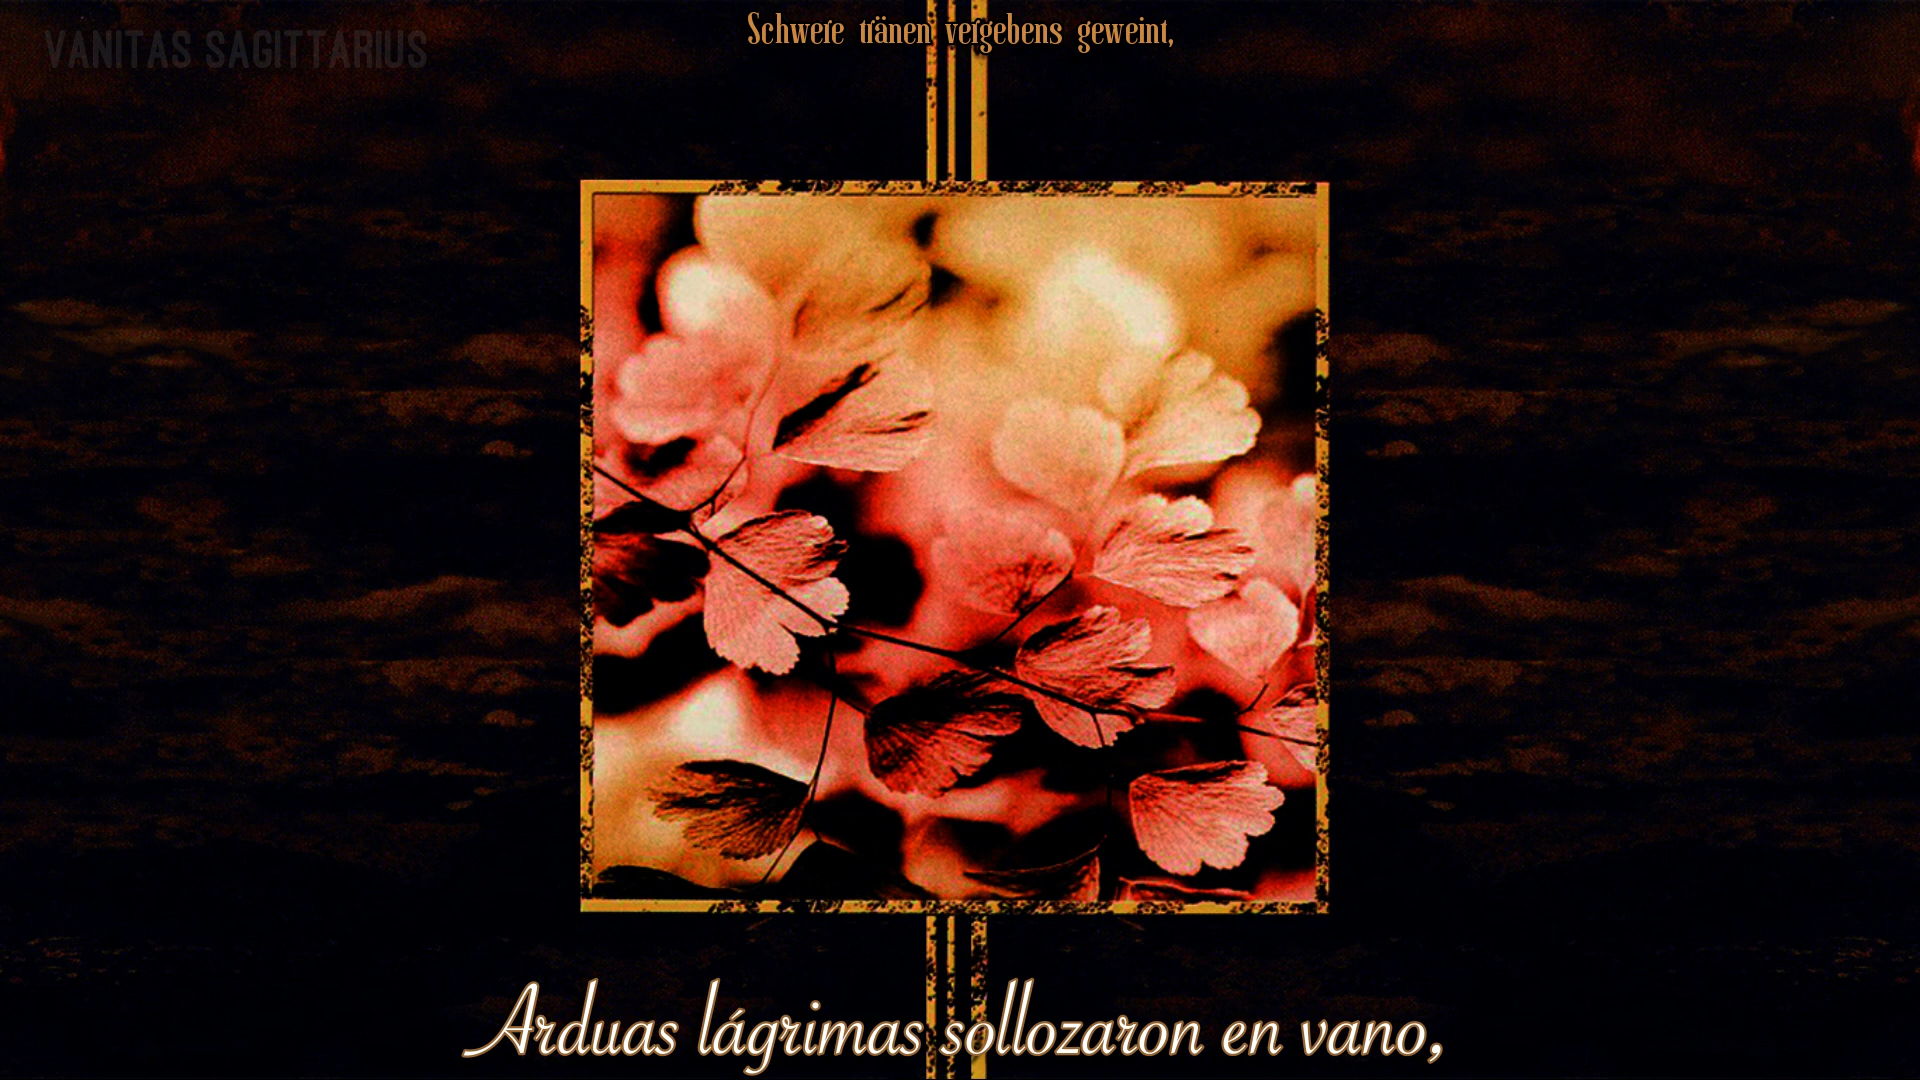 Schwere tränen vergebens geweint,
VANITAS SAGITTARIUS
Arduas lágrimas sollozaron en vano,